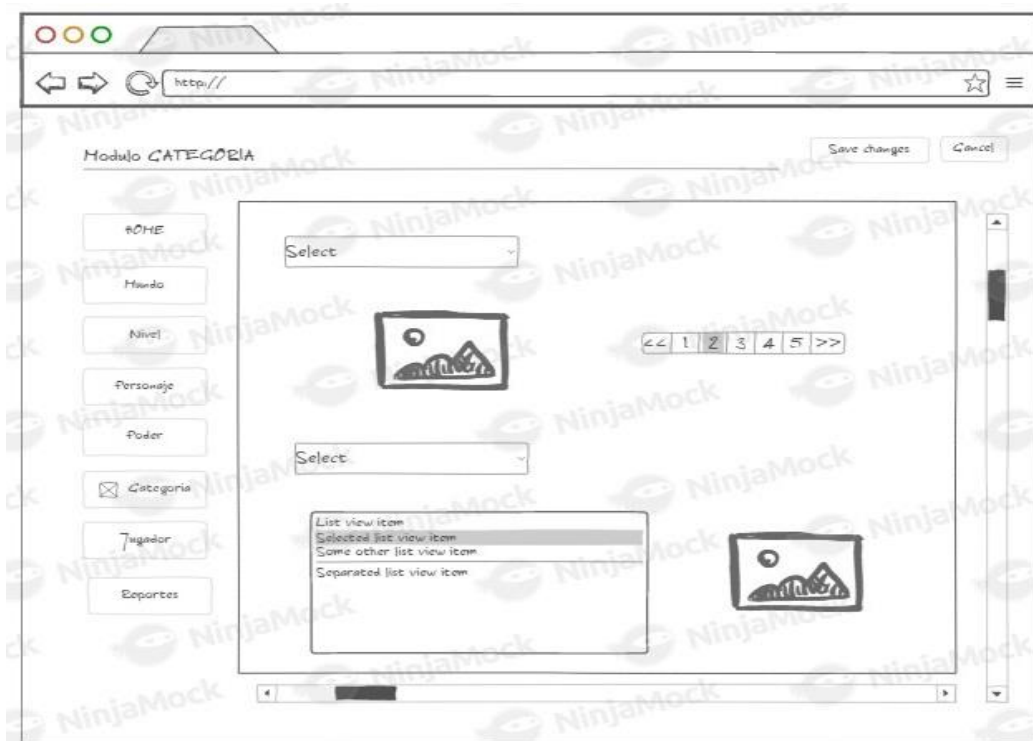 http://
Modulo CATEGORIA
Save changes
Cancel
HOME
Mundo
Nivel
Personaje
Poder
Categoria
Jugador
Reportes
Select
<< 1 2 3 4 5 >>
Select
List view item
Selected list view item
Some other list view item
Separated list view item
NinjaMock